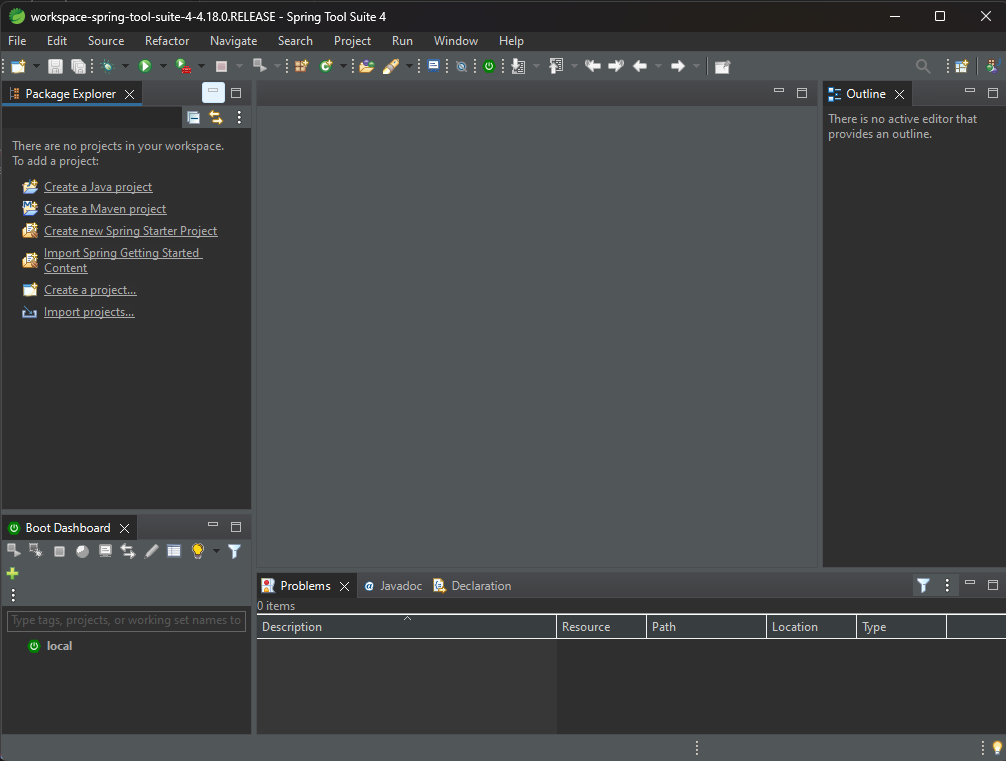 workspace-spring-tool-suite-4-4.18.0.RELEASE - Spring Tool Suite 4
File Edit Source Refactor Navigate Search Project Run Window Help
Package Explorer
There are no projects in your workspace.
To add a project:
Create a Java project
Create a Maven project
Create new Spring Starter Project
Import Spring Getting Started
Content
Create a project...
Import projects...
Outline
There is no active editor that
provides an outline.
Boot Dashboard
Type tags, projects, or working set names to
local
Problems Javadoc Declaration
0 items
Description Resource Path Location Type